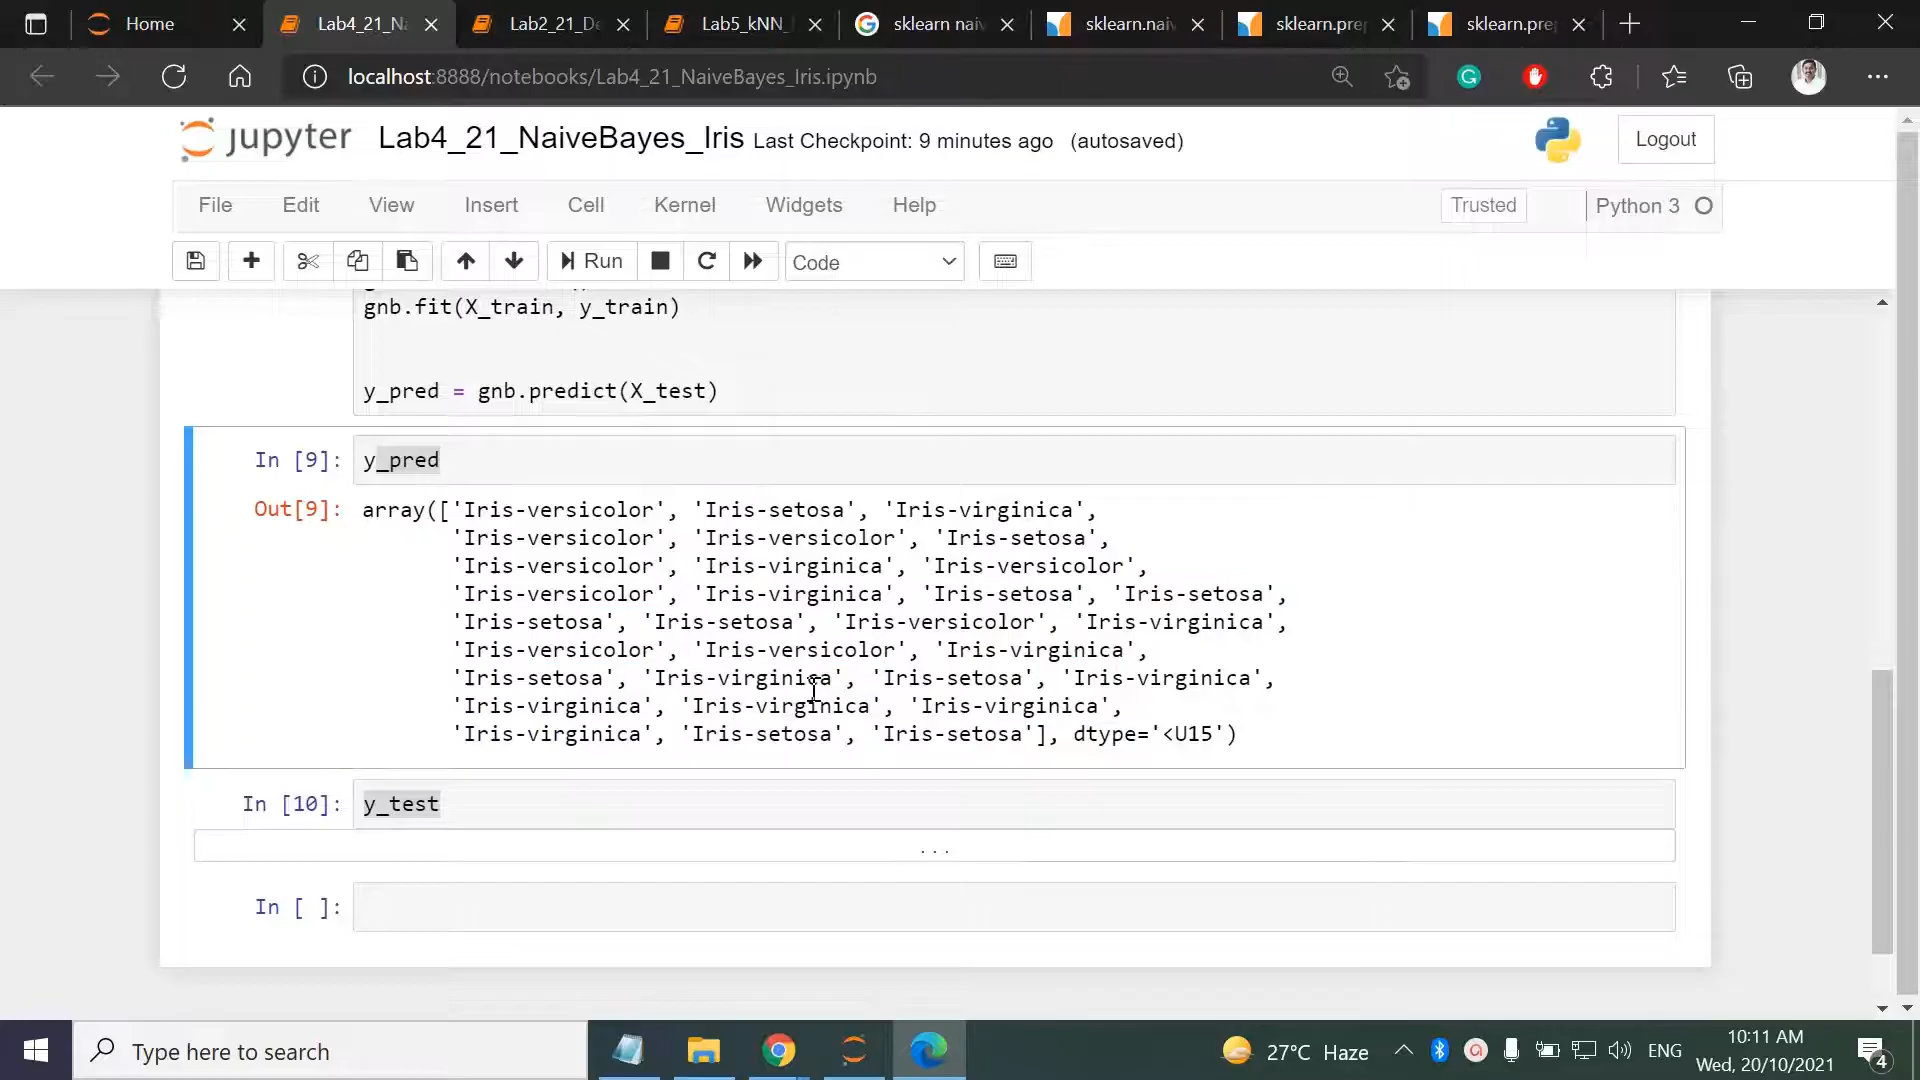 Home
Lab4_21_Na
Lab2_21_De
Lab5_kNN_
sklearn nai
sklearn.nai
sklearn.pre
sklearn.pre
localhost:8888/notebooks/Lab4_21_NaiveBayes_Iris.ipynb
jupyter Lab4_21_NaiveBayes_Iris Last Checkpoint: 9 minutes ago (autosaved)
Logout
File Edit View Insert Cell Kernel Widgets Help
Trusted
Python 3
Run
Code
gnb.fit(X_train, y_train)
y_pred = gnb.predict(X_test)
In [9]: y_pred
Out[9]: array(['Iris-versicolor', 'Iris-setosa', 'Iris-virginica',
'Iris-versicolor', 'Iris-versicolor', 'Iris-setosa',
'Iris-versicolor', 'Iris-virginica', 'Iris-versicolor',
'Iris-versicolor', 'Iris-virginica', 'Iris-setosa', 'Iris-setosa',
'Iris-setosa', 'Iris-setosa', 'Iris-versicolor', 'Iris-virginica',
'Iris-versicolor', 'Iris-versicolor', 'Iris-virginica',
'Iris-setosa', 'Iris-virginica', 'Iris-setosa', 'Iris-virginica',
'Iris-virginica', 'Iris-virginica', 'Iris-virginica',
'Iris-virginica', 'Iris-setosa', 'Iris-setosa'], dtype='<U15')
In [10]: y_test
...
In [ ]:
Type here to search
27°C Haze
ENG
10:11 AM
Wed, 20/10/2021
4